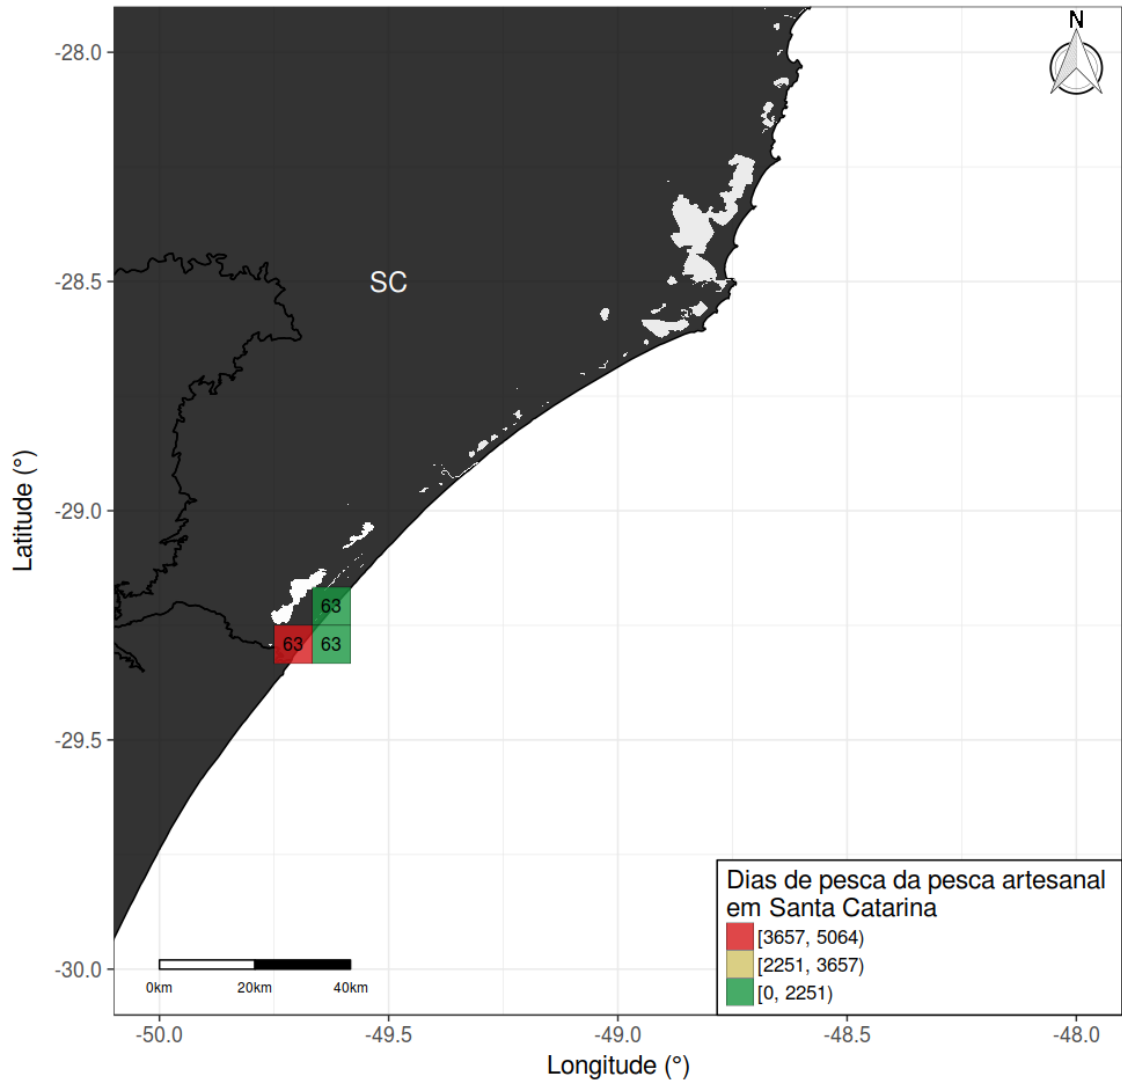 N
-28.0
-28.5
-29.0
-29.5
-30.0
Latitude (°)
SC
63
63 63
Dias de pesca da pesca artesanal
em Santa Catarina
[3657, 5064)
[2251, 3657)
[0, 2251)
0km 20km 40km
-50.0 -49.5 -49.0 -48.5 -48.0
Longitude (°)